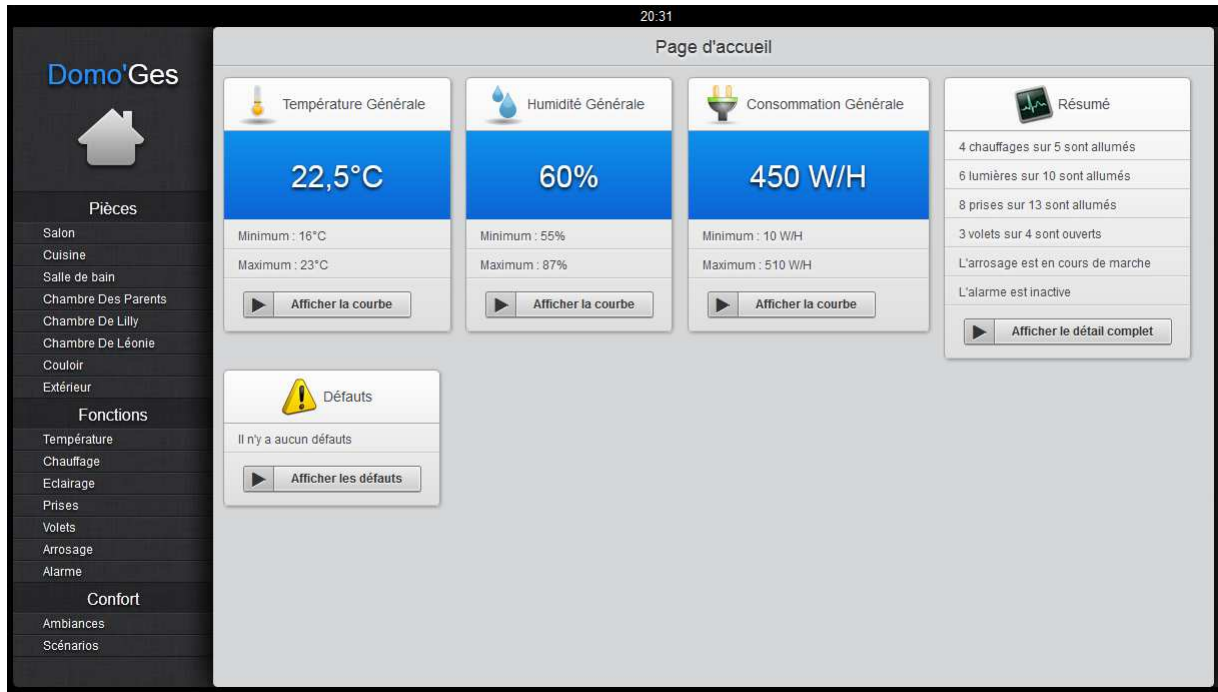 20:31
Domo'Ges
Pièces
Salon
Cuisine
Salle de bain
Chambre Des Parents
Chambre De Lilly
Chambre De Léonie
Couloir
Extérieur
Fonctions
Température
Chauffage
Eclairage
Prises
Volets
Arrosage
Alarme
Confort
Ambiances
Scénarios
Page d'accueil
Température Générale
22,5°C
Minimum : 16°C
Maximum : 23°C
Afficher la courbe
Humidité Générale
60%
Minimum : 55%
Maximum : 87%
Afficher la courbe
Consommation Générale
450 W/H
Minimum : 10 W/H
Maximum : 510 W/H
Afficher la courbe
Résumé
4 chauffages sur 5 sont allumés
6 lumières sur 10 sont allumés
8 prises sur 13 sont allumés
3 volets sur 4 sont ouverts
L'arrosage est en cours de marche
L'alarme est inactive
Afficher le détail complet
Défauts
Il n'y a aucun défauts
Afficher les défauts